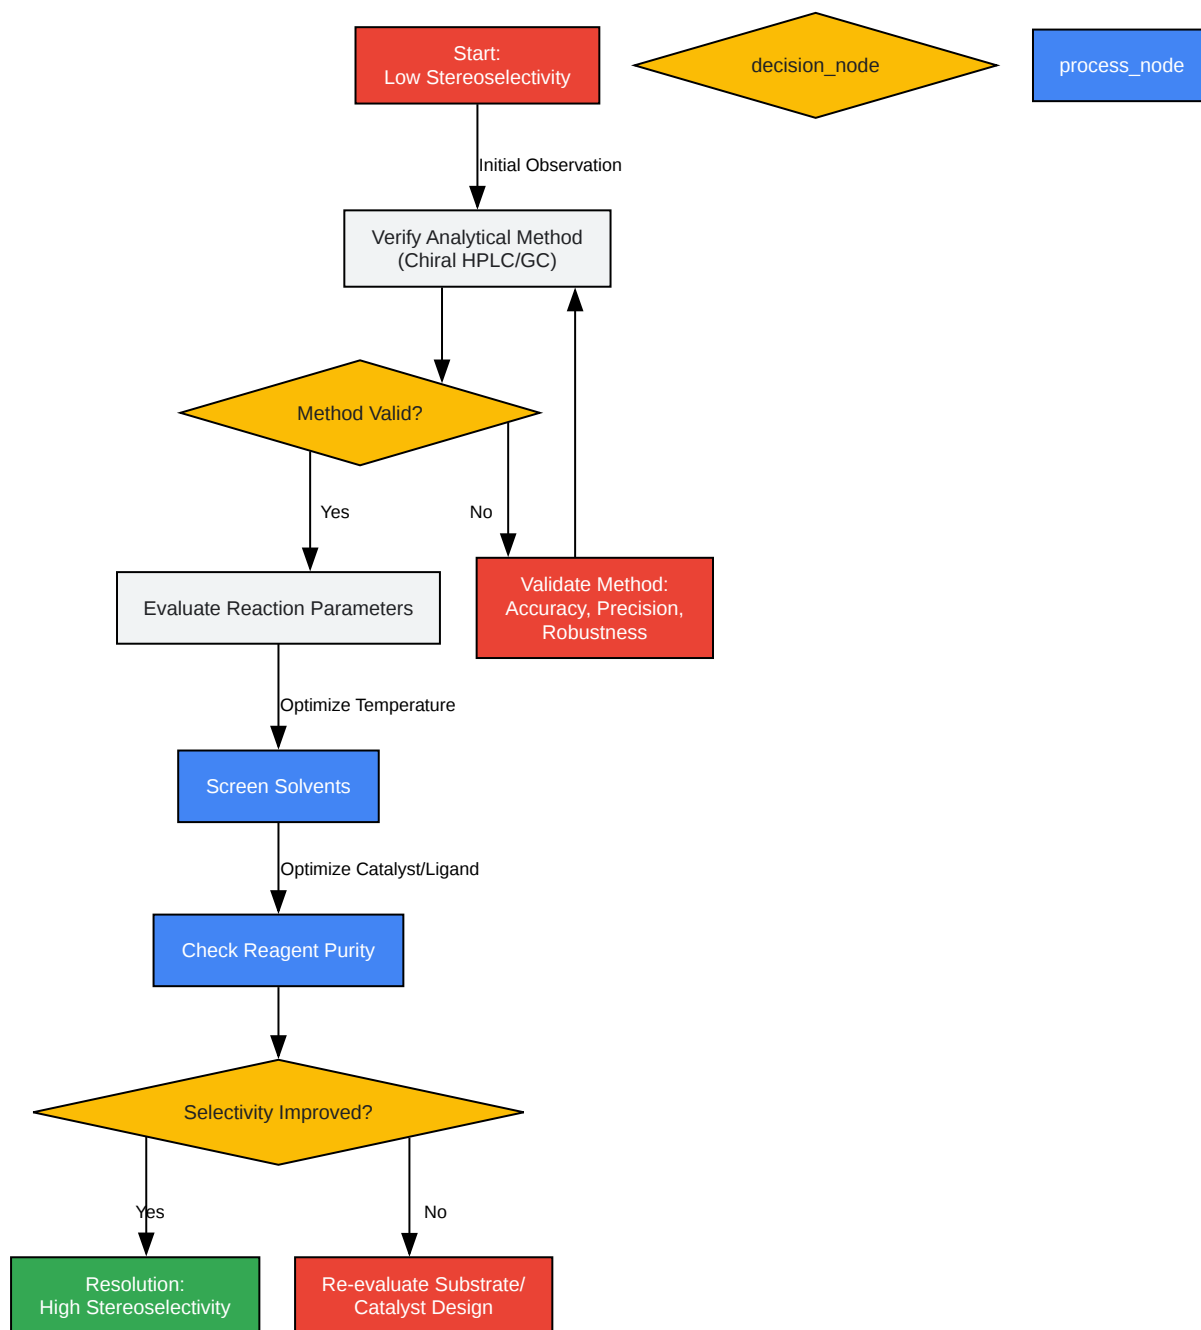 Start:
Low Stereoselectivity
decision_node
process_node
Initial Observation
Verify Analytical Method
(Chiral HPLC/GC)
Method Valid?
Yes
No
Evaluate Reaction Parameters
Validate Method:
Accuracy, Precision,
Robustness
Optimize Temperature
Screen Solvents
Optimize Catalyst/Ligand
Check Reagent Purity
Selectivity Improved?
Yes
No
Resolution:
High Stereoselectivity
Re-evaluate Substrate/
Catalyst Design